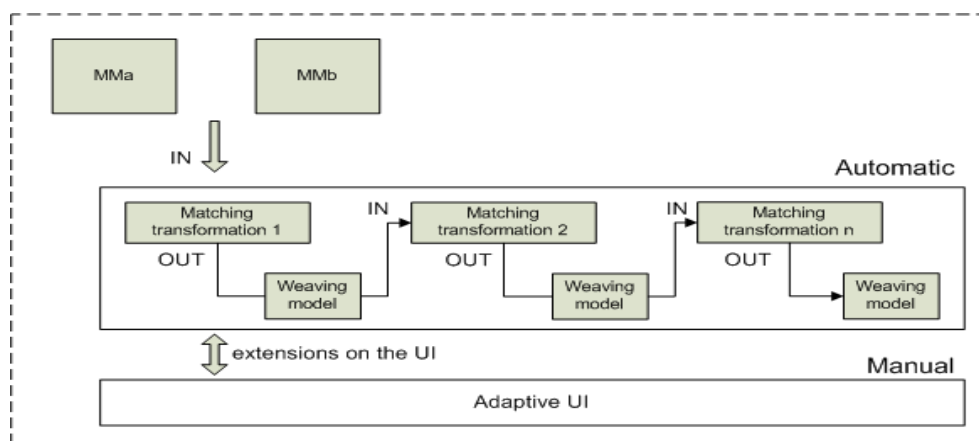 MMa
MMb
IN
Automatic
Matching
transformation 1
IN
Matching
transformation 2
IN
Matching
transformation n
OUT
OUT
OUT
Weaving
model
Weaving
model
Weaving
model
extensions on the UI
Manual
Adaptive UI